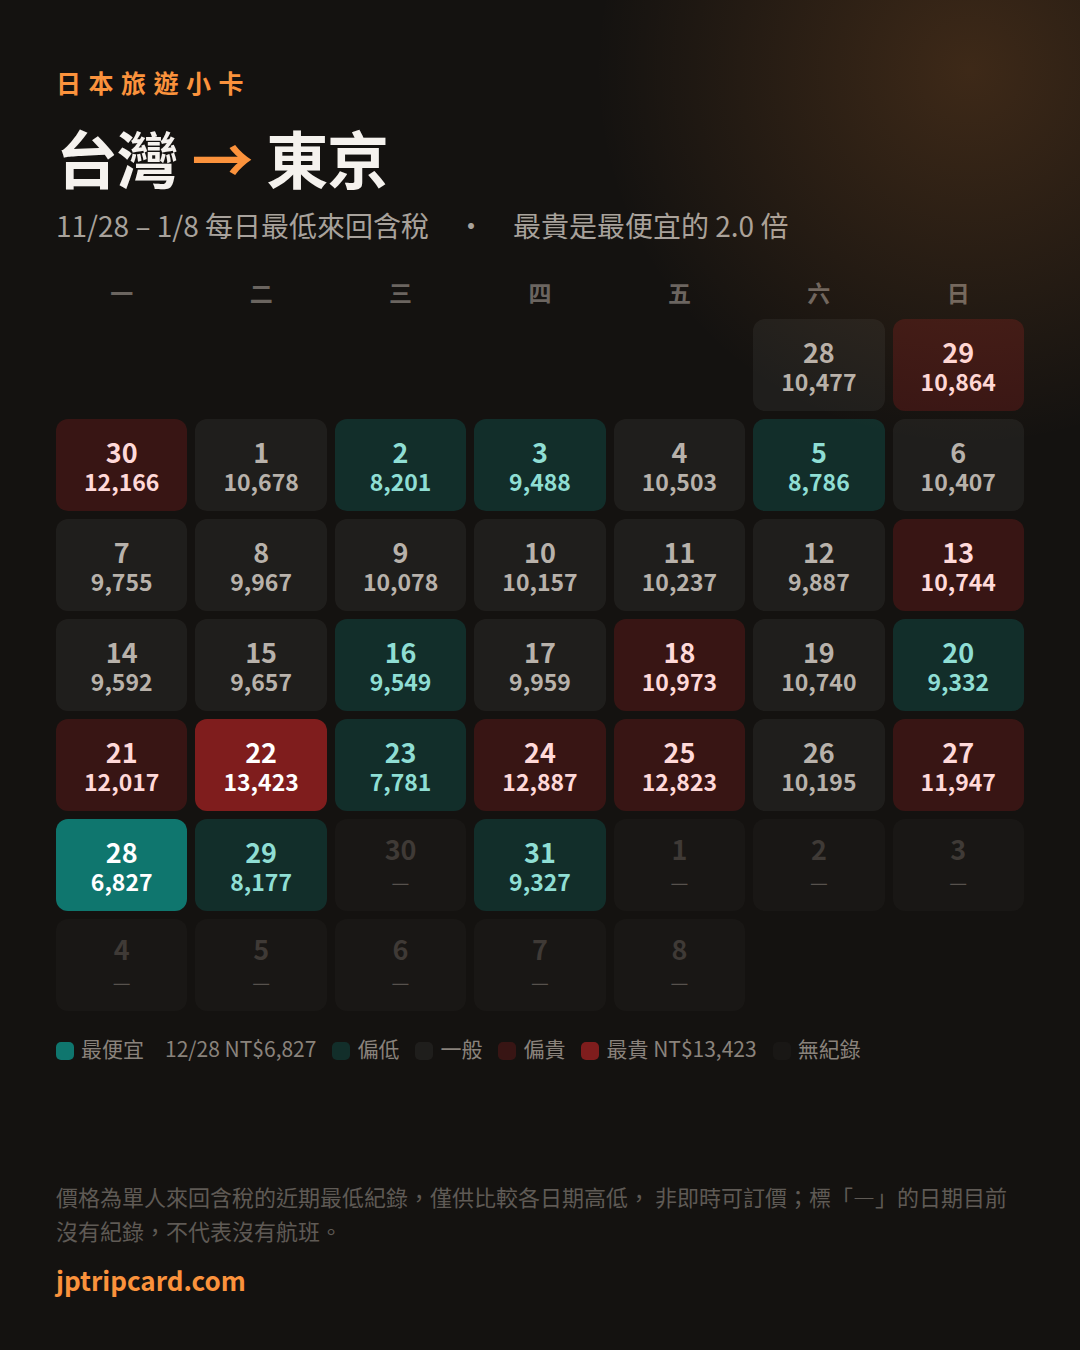 日本旅遊小卡
台灣 → 東京
11/28 – 1/8 每日最低來回含稅 ・ 最貴是最便宜的 2.0 倍
一 二 三 四 五 六 日
28 29
10,477 10,864
30 1 2 3 4 5 6
12,166 10,678 8,201 9,488 10,503 8,786 10,407
7 8 9 10 11 12 13
9,755 9,967 10,078 10,157 10,237 9,887 10,744
14 15 16 17 18 19 20
9,592 9,657 9,549 9,959 10,973 10,740 9,332
21 22 23 24 25 26 27
12,017 13,423 7,781 12,887 12,823 10,195 11,947
28 29 30 31 1 2 3
6,827 8,177 — 9,327 — — —
4 5 6 7 8
— — — — —
最便宜 12/28 NT$6,827 偏低 一般 偏貴 最貴 NT$13,423 無紀錄
價格為單人來回含稅的近期最低紀錄，僅供比較各日期高低， 非即時可訂價；標「—」的日期目前
沒有紀錄，不代表沒有航班。
jptripcard.com